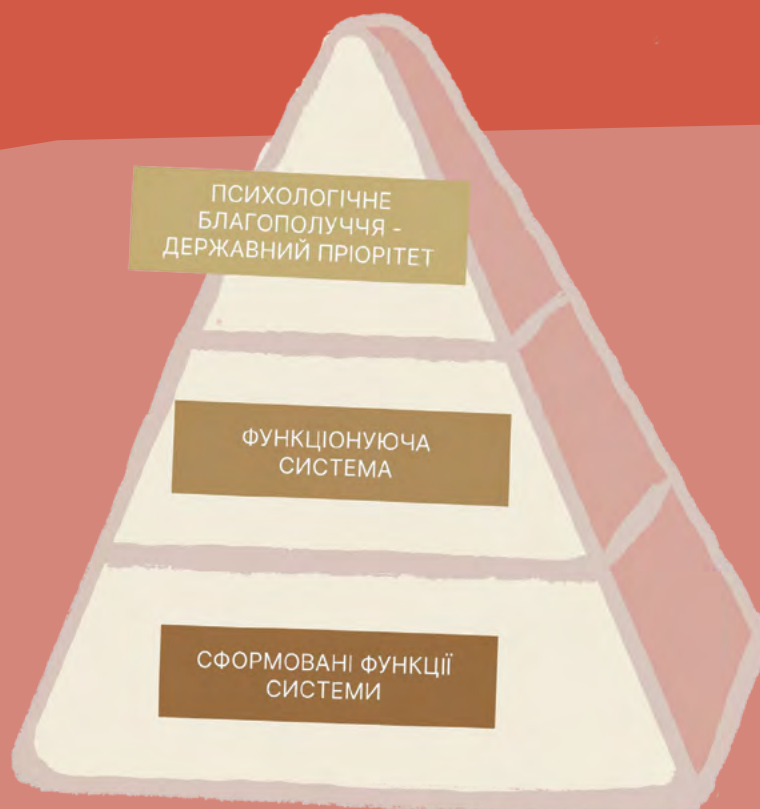 ПСИХОЛОГІЧНЕ
БЛАГОПОЛУЧЧЯ -
ДЕРЖАВНИЙ ПРІОРІТЕТ
ФУНКЦІОНУЮЧА
СИСТЕМА
СФОРМОВАНІ ФУНКЦІЇ
СИСТЕМИ